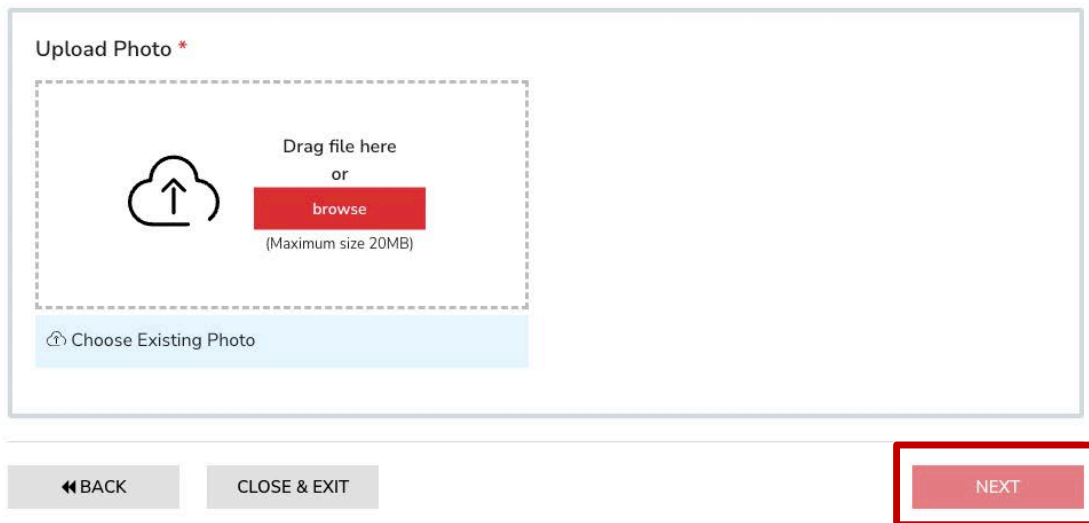 Upload Photo *
Drag file here
or
browse
(Maximum size 20MB)
Choose Existing Photo
BACK
CLOSE & EXIT
NEXT